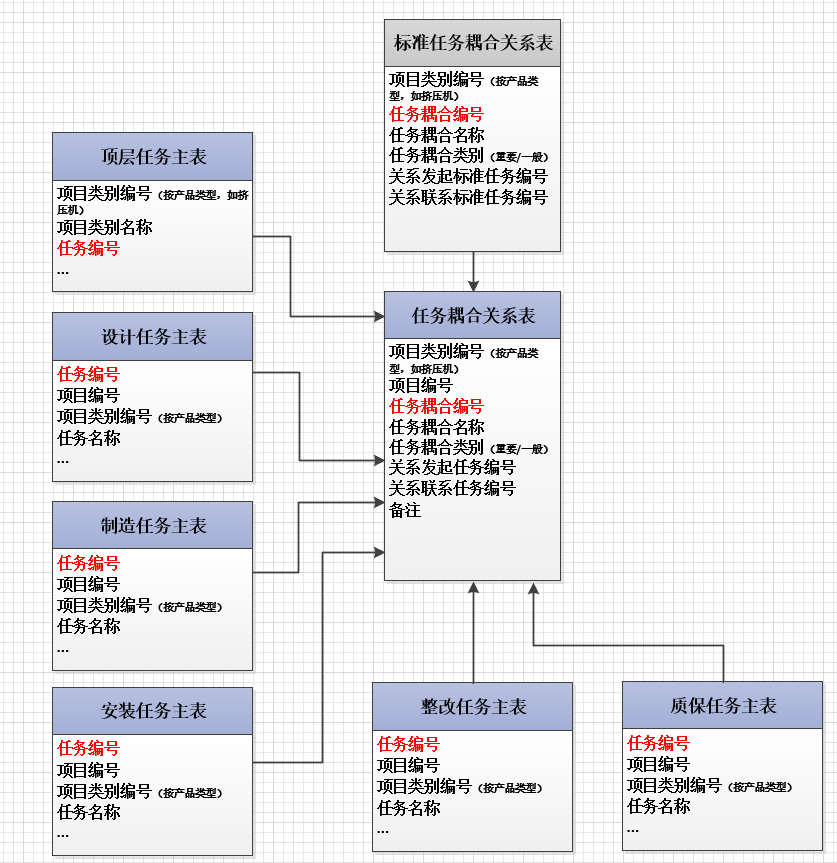 标准任务耦合关系表
项目类别编号（按产品类
型，如挤压机）
任务耦合编号
任务耦合名称
任务耦合类别（重要/一般）
关系发起标准任务编号
关系联系标准任务编号
顶层任务主表
项目类别编号（按产品类型，如挤
压机）
项目类别名称
任务编号
...
设计任务主表
任务编号
项目编号
项目类别编号（按产品类型）
任务名称
...
制造任务主表
任务编号
项目编号
项目类别编号（按产品类型）
任务名称
...
安装任务主表
任务编号
项目编号
项目类别编号（按产品类型）
任务名称
...
任务耦合关系表
项目类别编号（按产品类
型，如挤压机）
项目编号
任务耦合编号
任务耦合名称
任务耦合类别（重要/一般）
关系发起任务编号
关系联系任务编号
备注
整改任务主表
任务编号
项目编号
项目类别编号（按产品类型）
任务名称
...
质保任务主表
任务编号
项目编号
项目类别编号（按产品类型）
任务名称
...